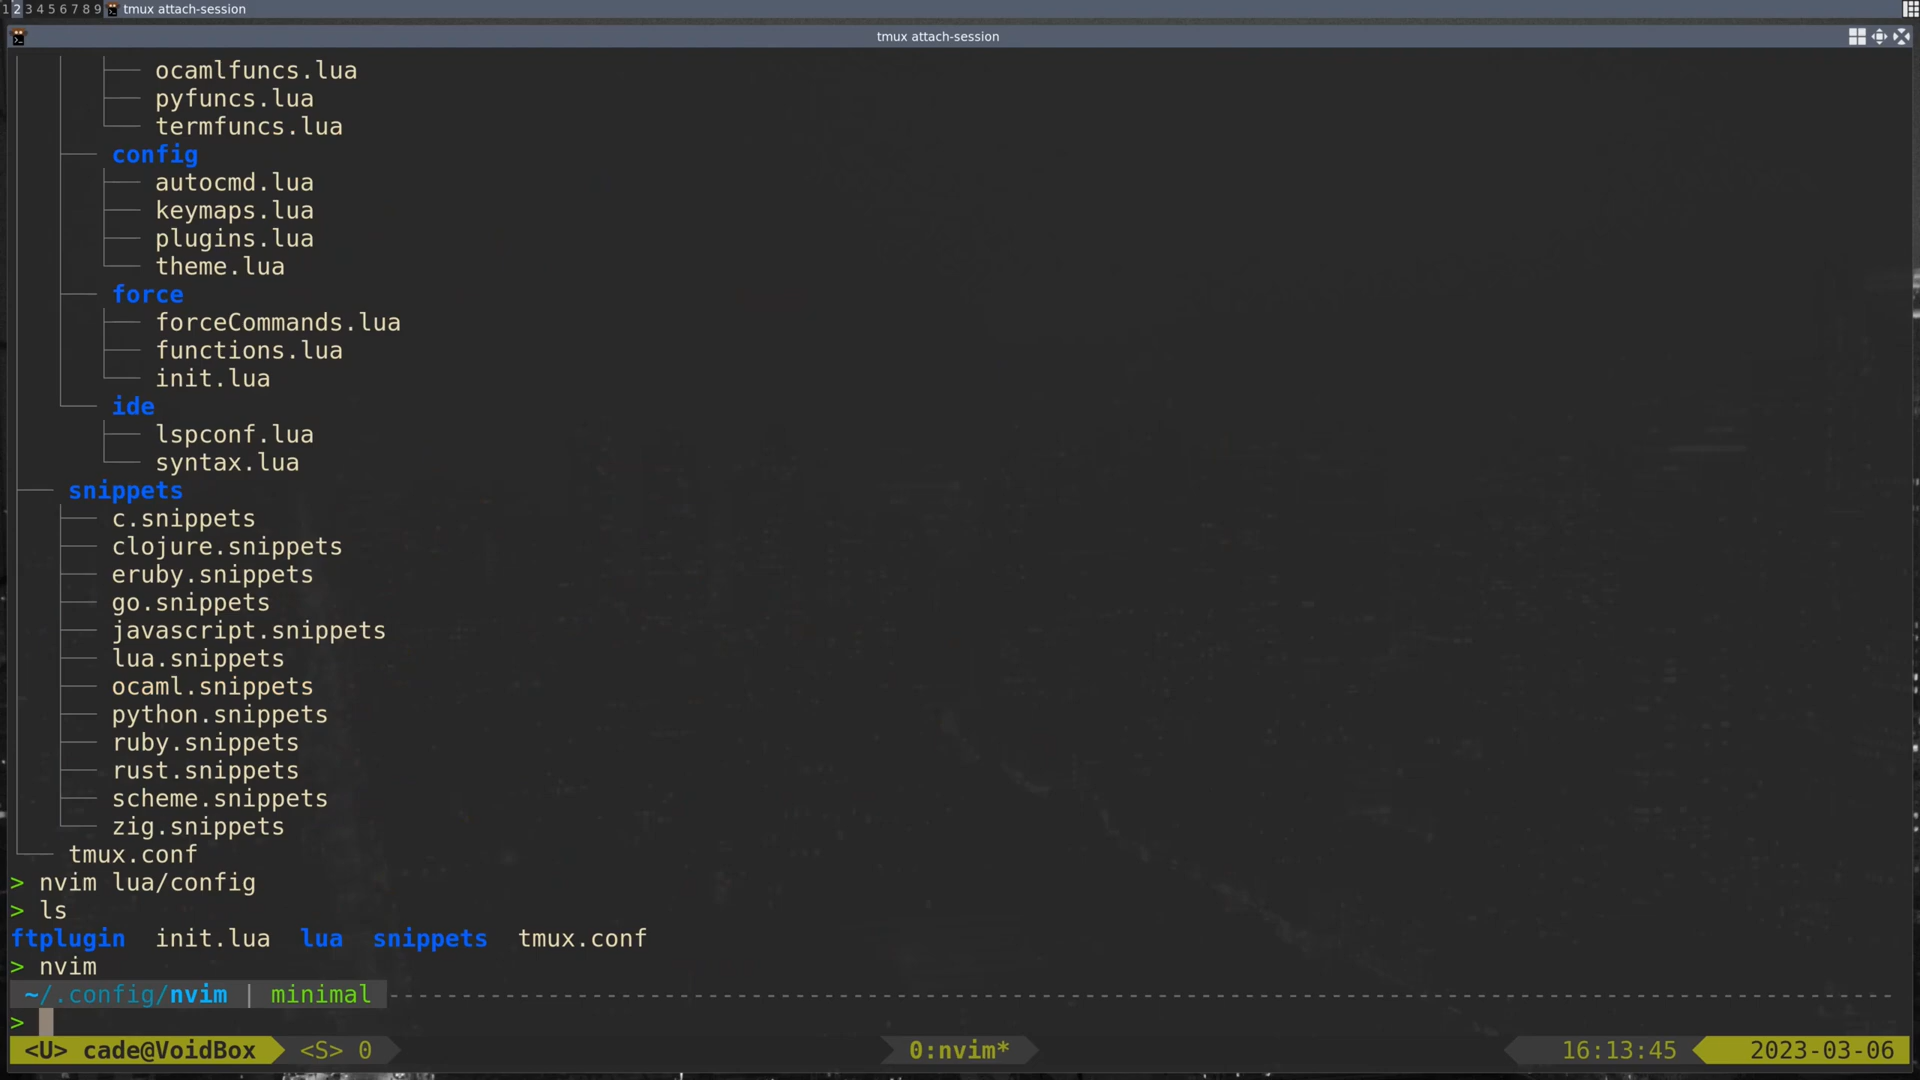 1 2 3 4 5 6 7 8 9 tmux attach-session
tmux attach-session
ocamlfuncs.lua
pyfuncs.lua
termfuncs.lua
config
autocmd.lua
keymaps.lua
plugins.lua
theme.lua
force
forceCommands.lua
functions.lua
init.lua
ide
lspconf.lua
syntax.lua
snippets
c.snippets
clojure.snippets
eruby.snippets
go.snippets
javascript.snippets
lua.snippets
ocaml.snippets
python.snippets
ruby.snippets
rust.snippets
scheme.snippets
zig.snippets
tmux.conf
> nvim lua/config
> ls
ftplugin init.lua lua snippets tmux.conf
> nvim
~/.config/nvim | minimal
>
<U> cade@VoidBox <S> 0 0:nvim* 16:13:45 2023-03-06